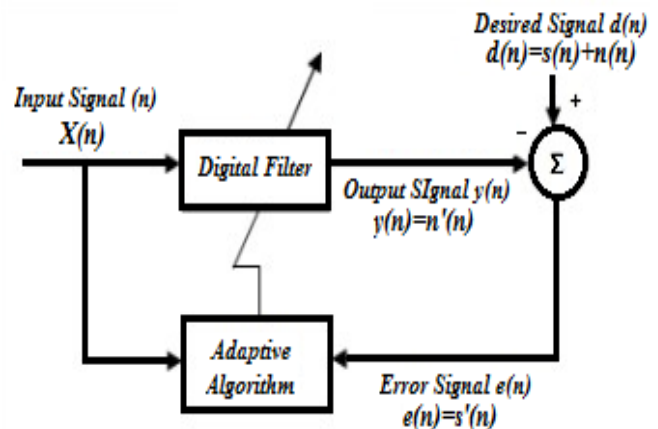 Desired Signal d(n)
d(n)=s(n)+n(n)
Input Signal (n)
X(n)
+
−
Digital Filter
Σ
Output SIgnal y(n)
y(n)=n'(n)
Adaptive
Algorithm
Error Signal e(n)
e(n)=s'(n)